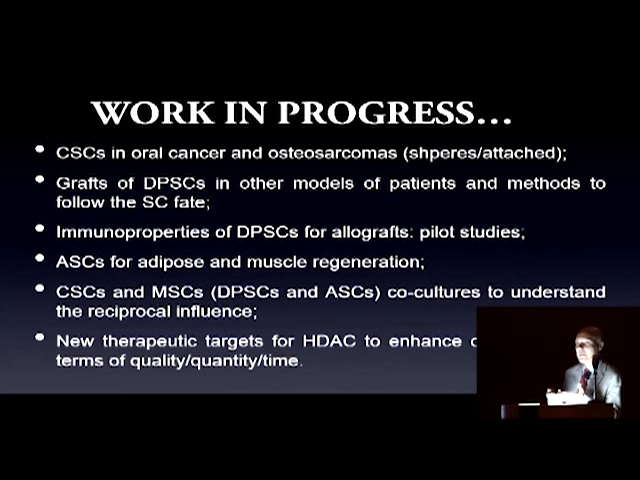 WORK IN PROGRESS...
• CSCs in oral cancer and osteosarcomas (shperes/attached);
• Grafts of DPSCs in other models of patients and methods to
follow the SC fate;
• Immunoproperties of DPSCs for allografts: pilot studies;
• ASCs for adipose and muscle regeneration;
• CSCs and MSCs (DPSCs and ASCs) co-cultures to understand
the reciprocal influence;
• New therapeutic targets for HDAC to enhance
terms of quality/quantity/time.